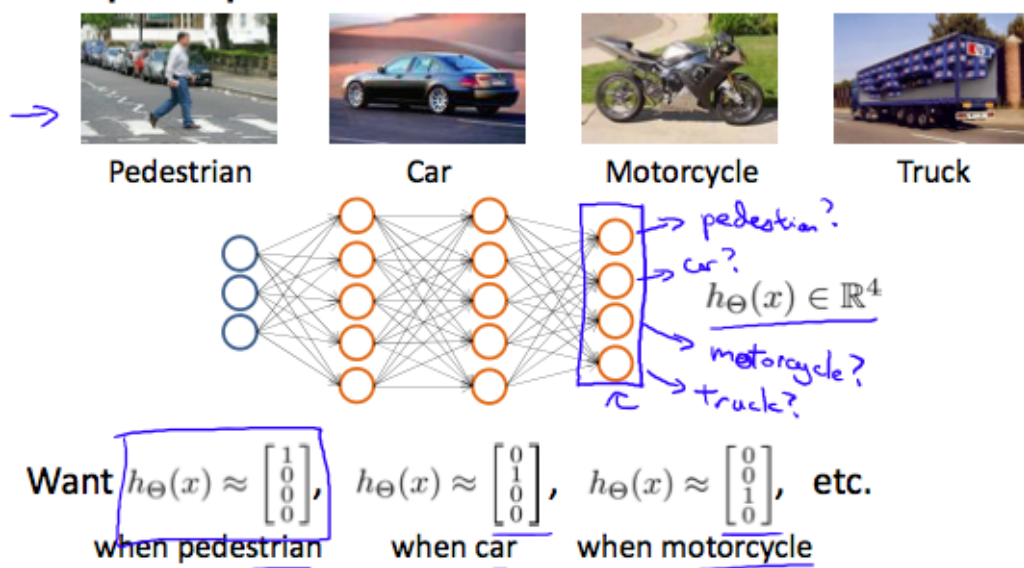 Pedestrian Car Motorcycle Truck
pedestrian?
car?
hΘ(x) ∈ ℝ⁴
motorcycle?
truck?
Want hΘ(x) ≈ [1 0 0 0], hΘ(x) ≈ [0 1 0 0], hΘ(x) ≈ [0 0 1 0], etc.
when pedestrian when car when motorcycle